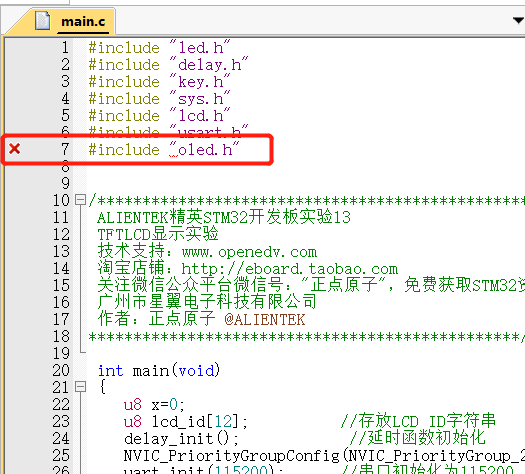 main.c
1 #include "led.h"
2 #include "delay.h"
3 #include "key.h"
4 #include "sys.h"
5 #include "lcd.h"
6 #include "usart.h"
7 #include "oled.h"
8
9
10 /**************************************************
11 ALIENTEK精英STM32开发板实验13
12 TFTLCD显示实验
13 技术支持：www.openedv.com
14 淘宝店铺：http://eboard.taobao.com
15 关注微信公众平台微信号："正点原子"，免费获取STM32资
16 广州市星翼电子科技有限公司
17 作者：正点原子 @ALIENTEK
18 **************************************************/
19
20 int main(void)
21 {
22 u8 x=0;
23 u8 lcd_id[12]; //存放LCD ID字符串
24 delay_init(); //延时函数初始化
25 NVIC_PriorityGroupConfig(NVIC_PriorityGroup_2
26 uart_init(115200) //串口初始化为115200